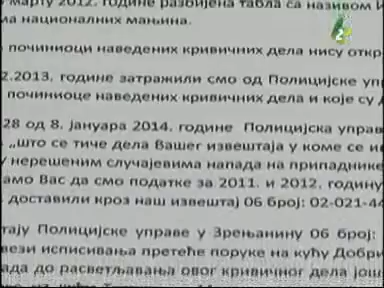 марту 2012. године разбијена табла са називом и
ма националних мањина.
о починиоци наведених кривичних дела нису откр
2.2013. године затражили смо од Полицијске упр
починиоце наведених кривичних дела и које су д
28 од 8. јануара 2014. године Полицијска управ
„што се тиче дела Вашег извештаја у коме се
у нерешеним случајевима напада на припаднике
амо Вас да смо податке за 2011. и 2012. годину
доставили кроз наш извештај 06 број: 02-021-44
тају Полицијске управе у Зрењанину 06 број:
вези исписивања претеће поруке на кућу Добри
ада до расветљавања овог кривичног дела још
2